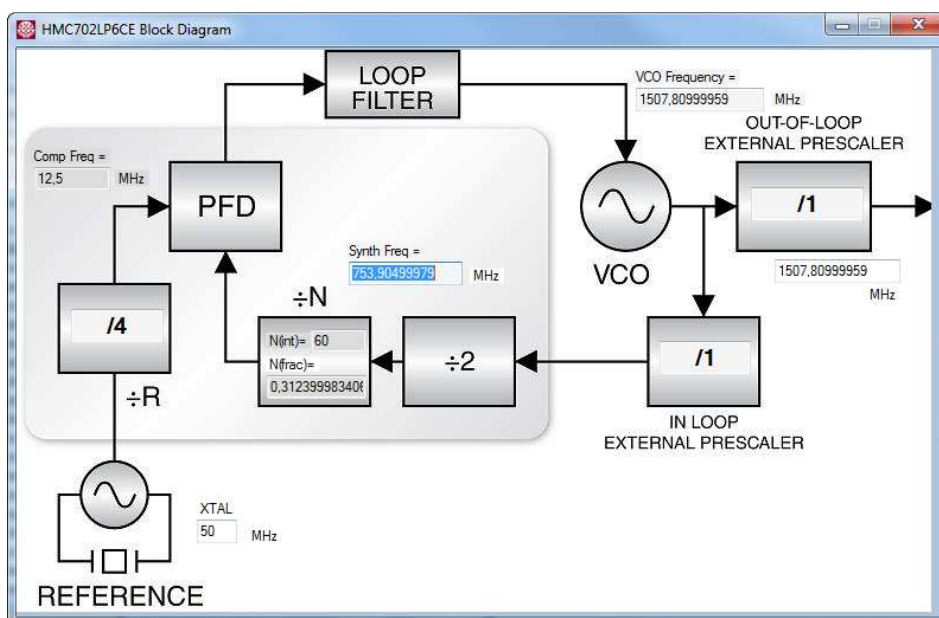 HMC702LP6CE Block Diagram
LOOP
FILTER
VCO Frequency =
1507,80999959 MHz
OUT-OF-LOOP
EXTERNAL PRESCALER
Comp Freq =
12,5 MHz
PFD
/1
Synth Freq =
753,90499979 MHz
VCO
1507,80999959
MHz
÷N
/4
N(int)= 60
N(frac)=
0,31239998340
÷2
/1
÷R
IN LOOP
EXTERNAL PRESCALER
XTAL
50 MHz
REFERENCE